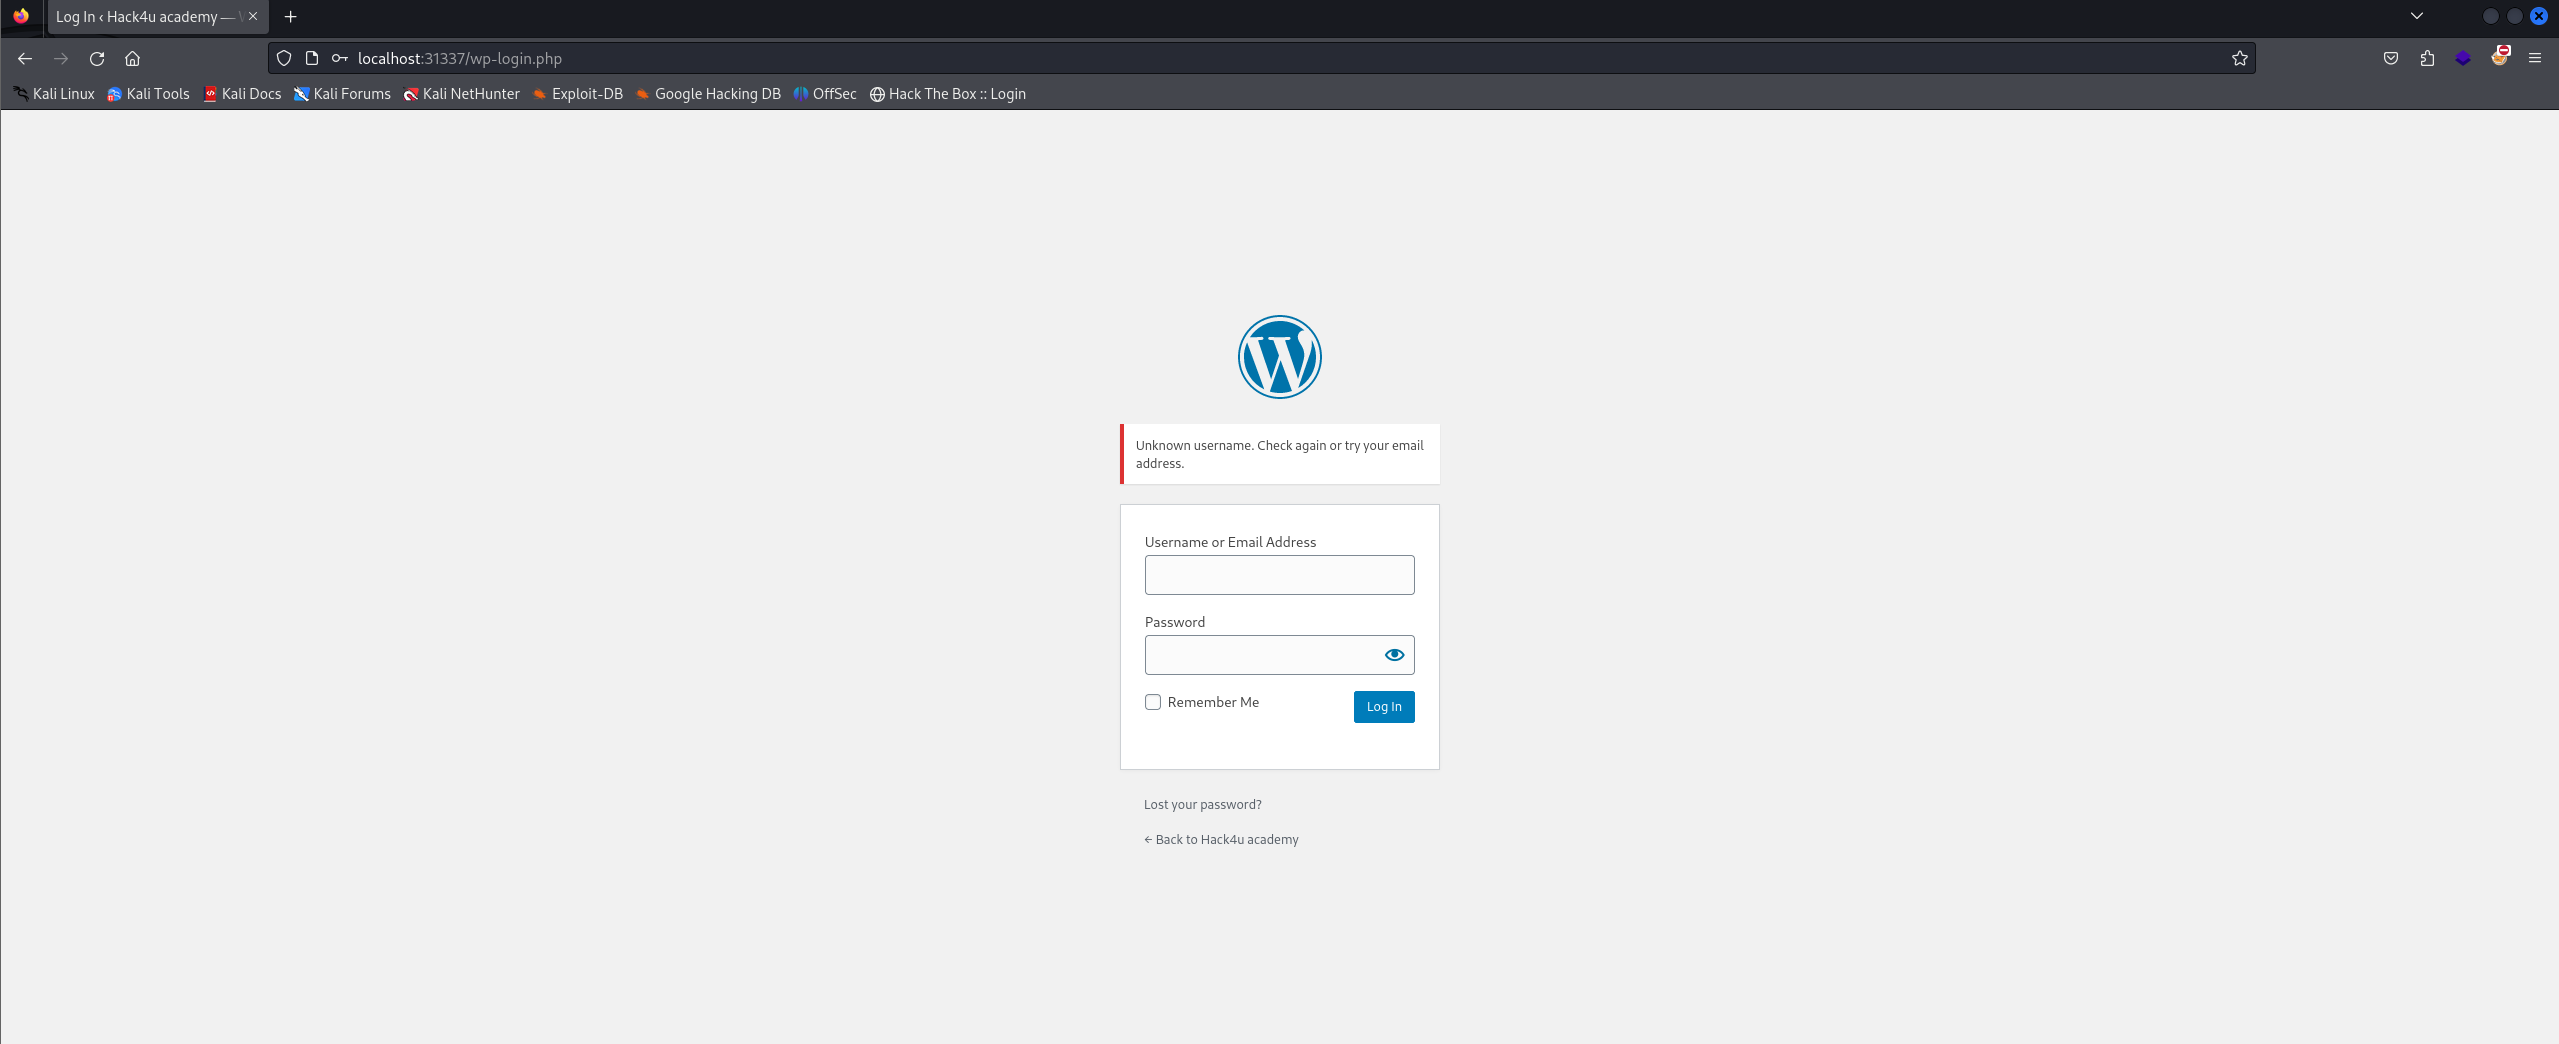 Log In ‹ Hack4u academy —
localhost:31337/wp-login.php
Kali Linux Kali Tools Kali Docs Kali Forums Kali NetHunter Exploit-DB Google Hacking DB OffSec Hack The Box :: Login
Unknown username. Check again or try your email
address.
Username or Email Address
Password
Remember Me Log In
Lost your password?
← Back to Hack4u academy